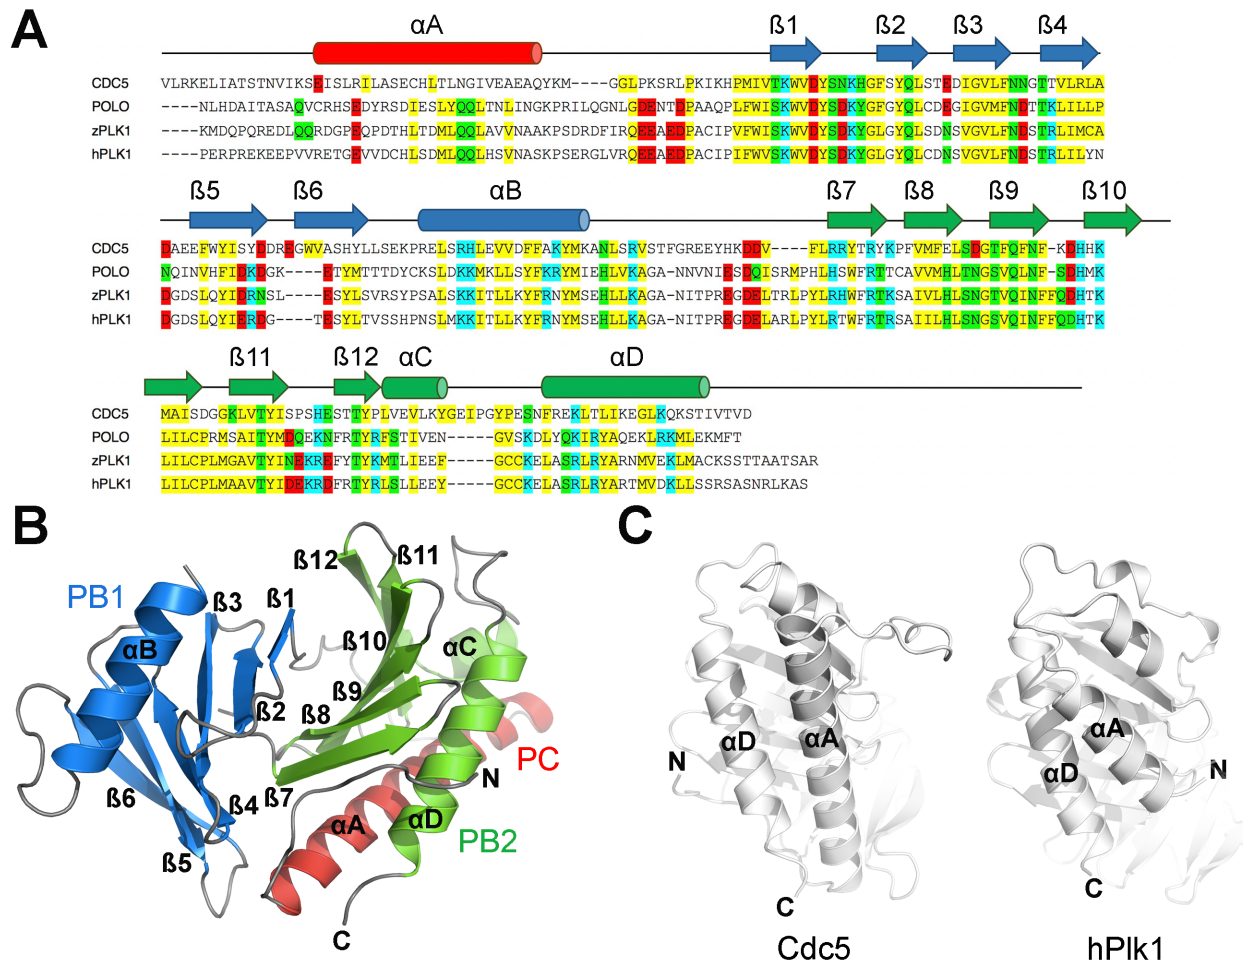 A
αA ß1 ß2 ß3 ß4
CDC5 VLRKELIATSTNVIKSEISLRILASECHLTLNGIVEAEAQYKM----GGLPKSRLPKIKHPMIVTKWVDYSNKHGFSYQLSTEDIGVLFNNGTTVLRLA
POLO ----NLHDAITASAQVCRHSEDYRSDIESLYQQLTNLINGKPRILQGNLGDENTDPAAQPLFWISKWVDYSDKYGFGYQLCDEGIGVMFNDTTKLILLP
zPLK1 ----KMDQPQREDLQQRDGPEQPDTHLTDMLQQLAVVNAAKPSDRDFIRQEEAEDPACIPVFWISKWVDYSDKYGLGYQLSDNSVGVLFNDSTRLIMCA
hPLK1 ----PERPREKEEPVVRETGEVVDCHLSDMLQQLHSVNASKPSERGLVRQEEAEDPACIPIFWVSKWVDYSDKYGLGYQLCDNSVGVLFNDSTRLILYN
ß5 ß6 αB ß7 ß8 ß9 ß10
CDC5 DAEEFWYISYDDREGWVASHYLLSEKPRELSRHLEVVDFFAKYMKANLSRVSTFGREEYHKDDV----FLRRYTRYKPFVMFELSDGTFQFNF-KDHHK
POLO NQINVHFIDKDGK----ETYMTTTDYCKSLDKKMKLLSYFKRYMIEHLVKAGA-NNVNIESDQISRMPHLHSWFRTTCAVVMHLTNGSVQLNF-SDHMK
zPLK1 DGDSLQYIDRNSL----ESYLSVRSYPSALSKKITLLKYFRNYMSEHLLKAGA-NITPREGDELTRLPYLRHWFRTKSAIVLHLSNGTVQINFFQDHTK
hPLK1 DGDSLQYIERDG----TESYLTVSSHPNSLMKKITLLKYFRNYMSEHLLKAGA-NITPREGDELARLPYLRTWFRTRSAIILHLSNGSVQINFFQDHTK
ß11 ß12 αC αD
CDC5 MAISDGGKLVTYISPSHESTTYPLVEVLKYGEIPGYPESNFREKLTLIKEGLKQKSTIVTVD
POLO LILCPRMSAITYMDQEKNFRTYRFSTIVEN-----GVSKDLYQKIRYAQEKLRKMLEKMFT
zPLK1 LILCPLMGAVTYINEKREFYTYKMTLIEEF-----GCCKELASRLRYARNMVEKLMACKSSTTAATSAR
hPLK1 LILCPLMAAVTYIDEKRDFRTYRLSLLEEY-----GCCKELASRLRYARTMVDKLLSSRSASNRLKAS
B
PB1
αB
ß3
ß1
ß12
ß11
ß10
αC
ß9
ß8
ß2
ß7
ß6
ß4
ß5
αA
αD
N
PC
PB2
C
C
αD
αA
N
C
Cdc5
αA
αD
N
C
hPlk1